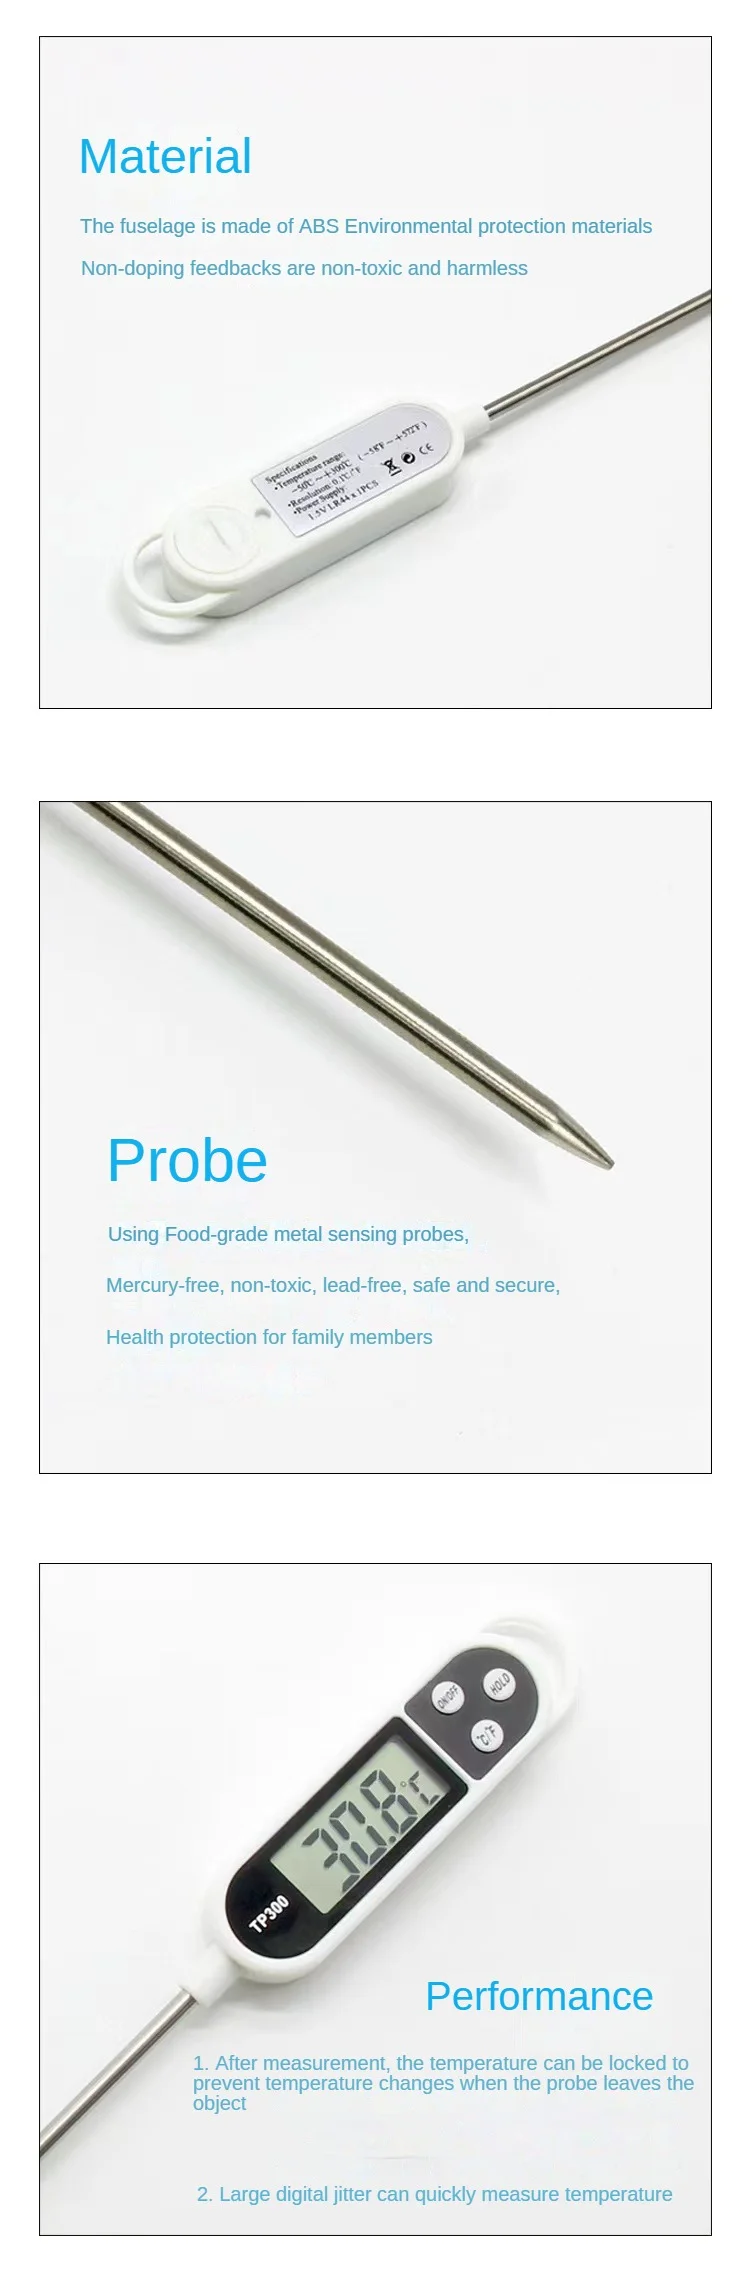 Material
The fuselage is made of ABS Environmental protection materials
Non-doping feedbacks are non-toxic and harmless
Specifications
•Temperature range:
-50℃～+300℃ (-58℉～+572℉)
•Resolution: 0.1℃/℉
•Power Supply:
1.5V LR44 x 1PCS
CE
Probe
Using Food-grade metal sensing probes,
Mercury-free, non-toxic, lead-free, safe and secure,
Health protection for family members
ON/OFF
HOLD
℃/℉
30.8℃
TP300
Performance
1. After measurement, the temperature can be locked to
prevent temperature changes when the probe leaves the
object
2. Large digital jitter can quickly measure temperature